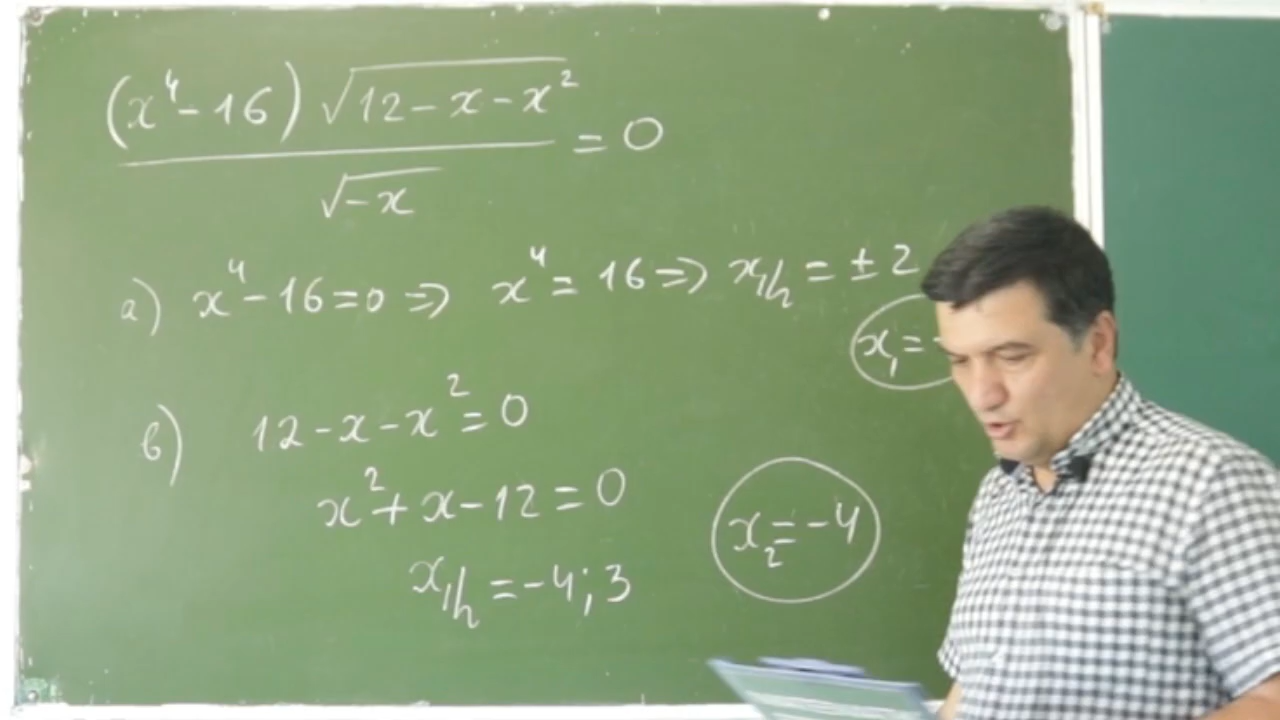 (x⁴-16)√(12-x-x²)/√(-x) = 0
a) x⁴-16=0 => x⁴=16 => x₁/₂ = ±2
x₁=-
b) 12-x-x²=0
x²+x-12=0
x₂=-4
x₁/₂=-4;3